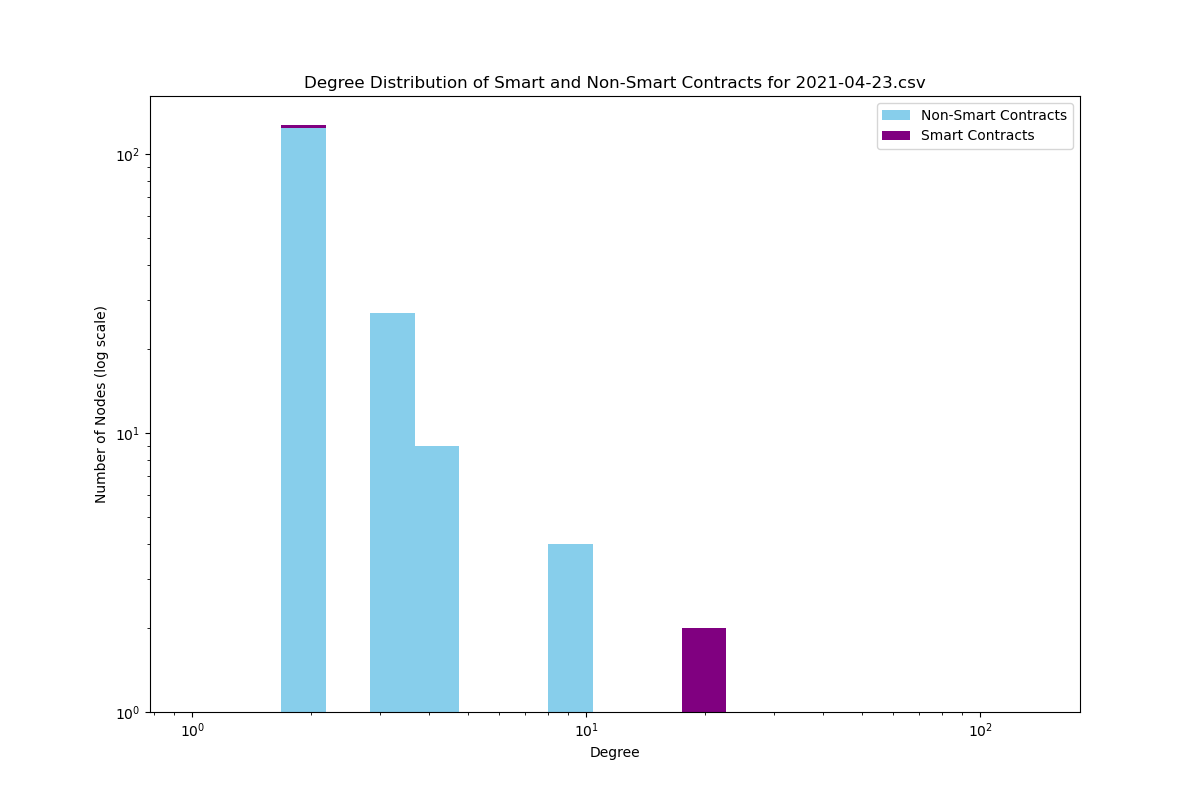 Degree Distribution of Smart and Non-Smart Contracts for 2021-04-23.csv
Non-Smart Contracts
Smart Contracts
Number of Nodes (log scale)
10²
10¹
10⁰
10⁰ 10¹ 10²
Degree